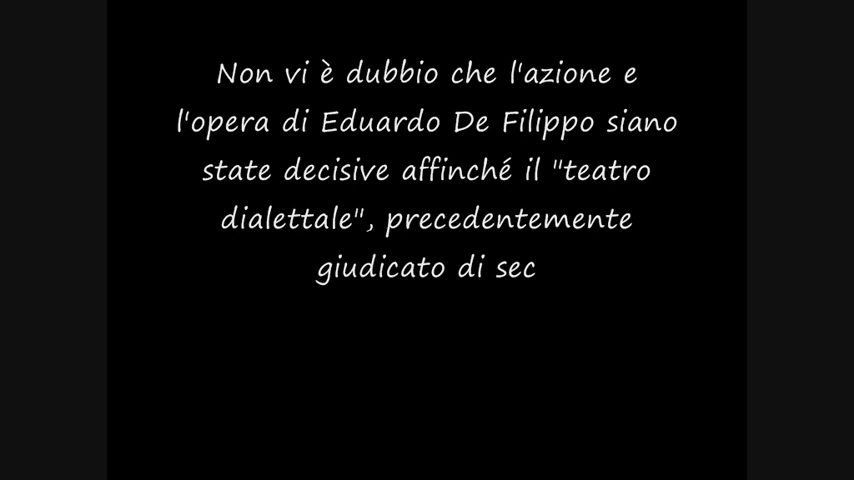 Non vi è dubbio che l'azione e
l'opera di Eduardo De Filippo siano
state decisive affinché il "teatro
dialettale", precedentemente
giudicato di sec